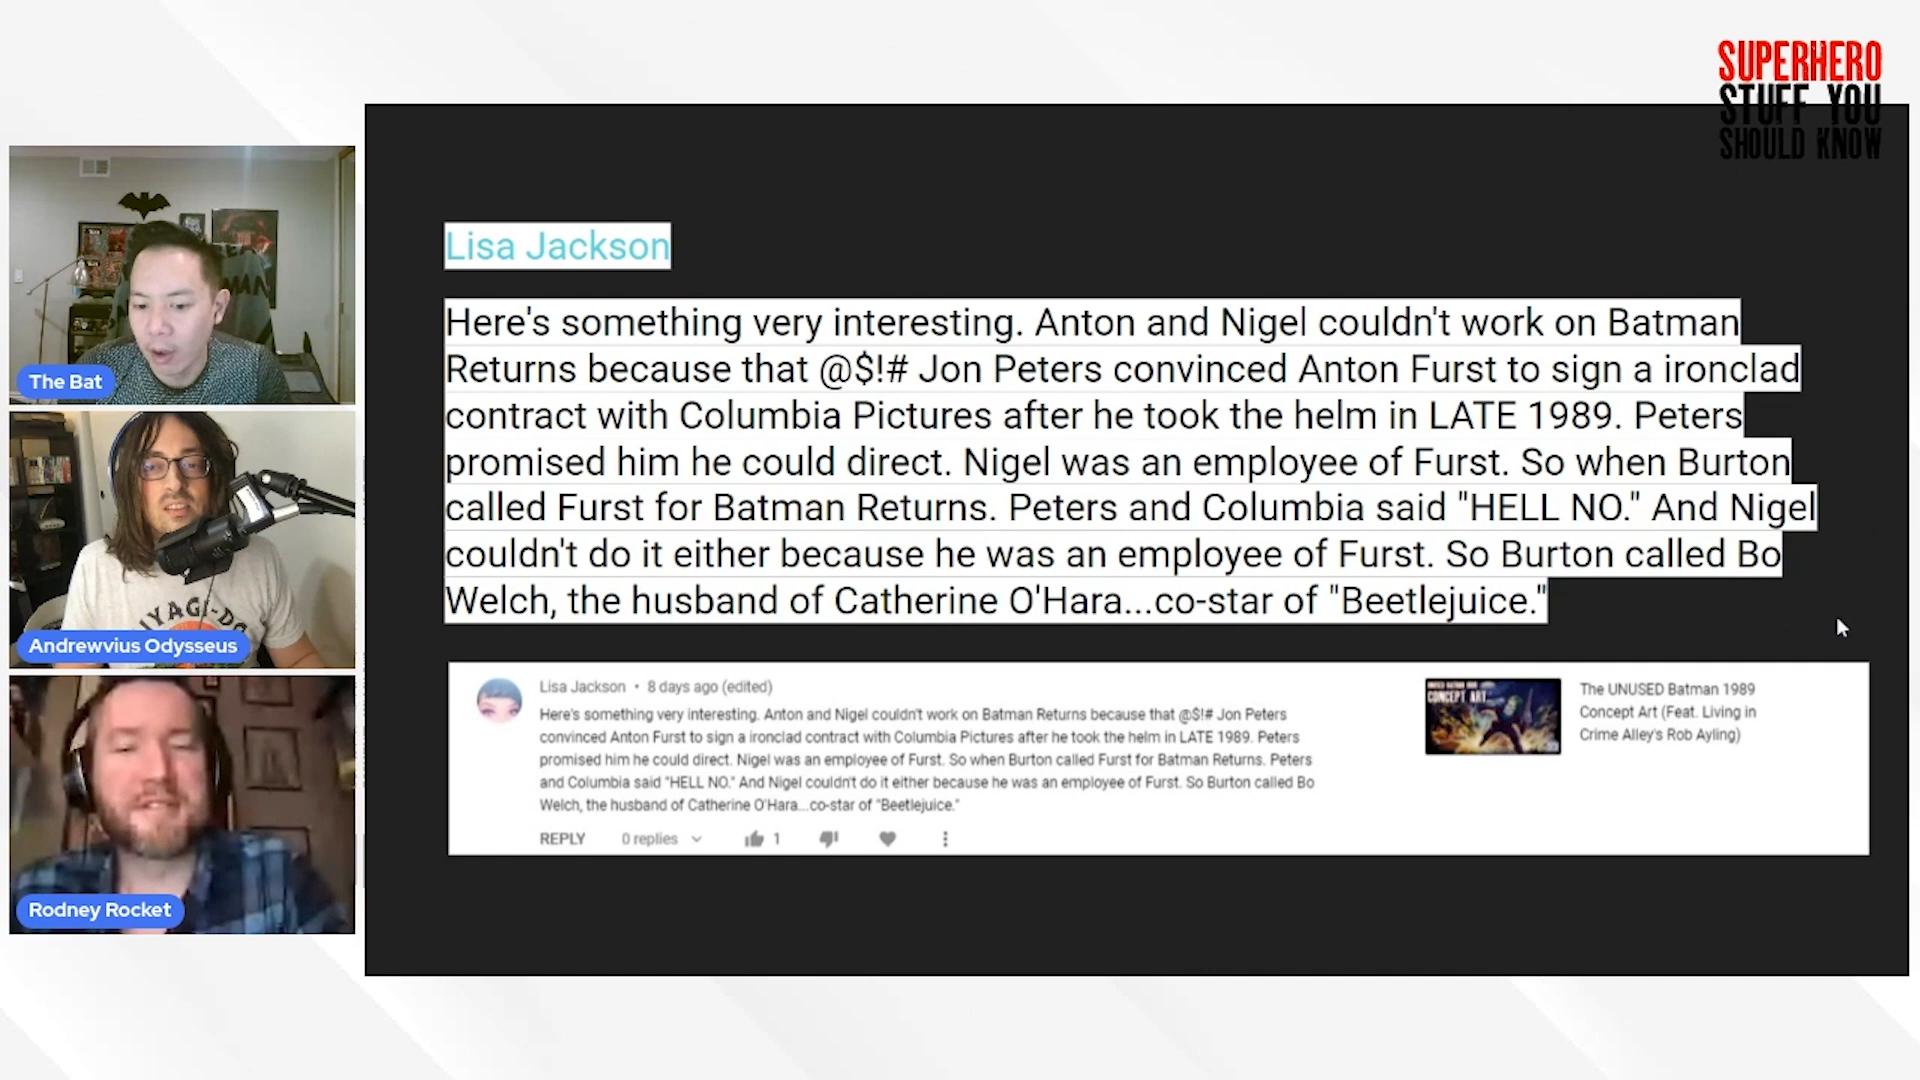 SUPERHERO
STUFF YOU
SHOULD KNOW
The Bat
Andrewvius Odysseus
Rodney Rocket
Lisa Jackson
Here's something very interesting. Anton and Nigel couldn't work on Batman
Returns because that @$!# Jon Peters convinced Anton Furst to sign a ironclad
contract with Columbia Pictures after he took the helm in LATE 1989. Peters
promised him he could direct. Nigel was an employee of Furst. So when Burton
called Furst for Batman Returns. Peters and Columbia said "HELL NO." And Nigel
couldn't do it either because he was an employee of Furst. So Burton called Bo
Welch, the husband of Catherine O'Hara...co-star of "Beetlejuice."
Lisa Jackson • 8 days ago (edited)
Here's something very interesting. Anton and Nigel couldn't work on Batman Returns because that @$!# Jon Peters
convinced Anton Furst to sign a ironclad contract with Columbia Pictures after he took the helm in LATE 1989. Peters
promised him he could direct. Nigel was an employee of Furst. So when Burton called Furst for Batman Returns. Peters
and Columbia said "HELL NO." And Nigel couldn't do it either because he was an employee of Furst. So Burton called Bo
Welch, the husband of Catherine O'Hara...co-star of "Beetlejuice."
REPLY 0 replies 1
CONCEPT ART
The UNUSED Batman 1989
Concept Art (Feat. Living in
Crime Alley's Rob Ayling)